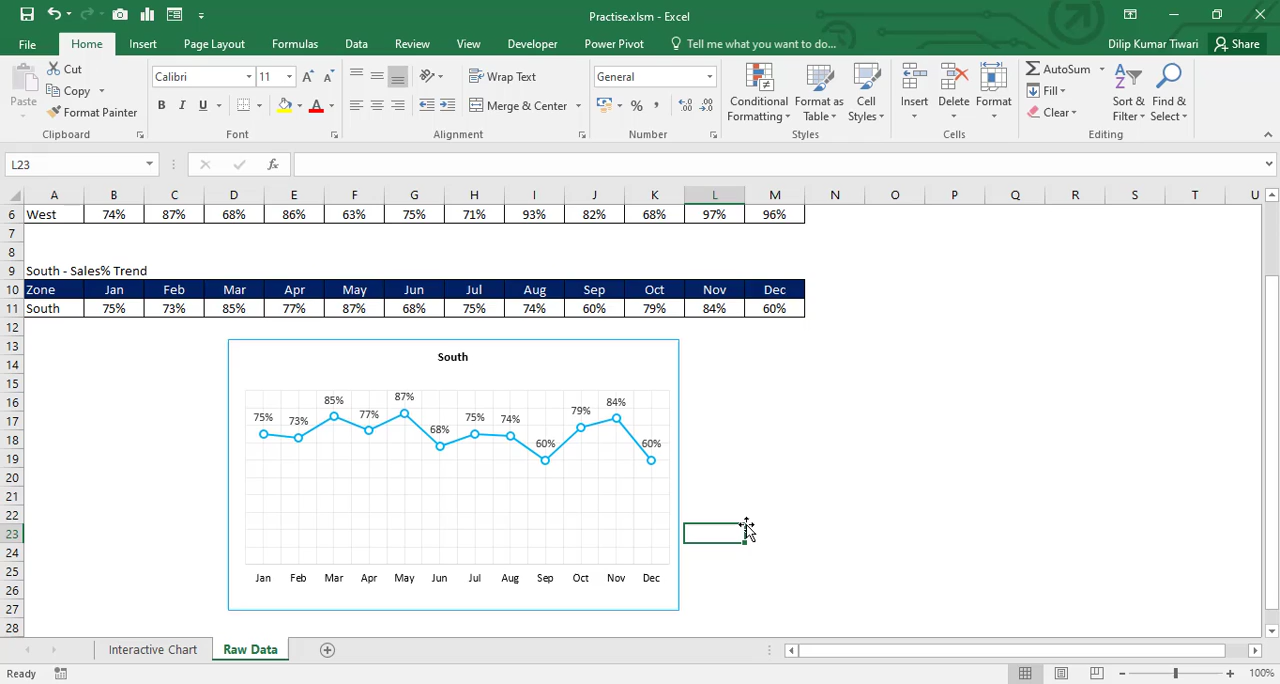 Practise.xlsm - Excel
File Home Insert Page Layout Formulas Data Review View Developer Power Pivot Tell me what you want to do... Dilip Kumar Tiwari Share
Paste
Cut
Copy
Format Painter
Clipboard
Calibri 11
B I U
Font
Wrap Text
Merge & Center
Alignment
General
% ,
Number
Conditional Formatting
Format as Table
Cell Styles
Styles
Insert Delete Format
Cells
AutoSum
Fill
Clear
Sort & Filter
Find & Select
Editing
L23 fx
A B C D E F G H I J K L M N O P Q R S T U
6 West 74% 87% 68% 86% 63% 75% 71% 93% 82% 68% 97% 96%
7
8
9 South - Sales% Trend
10 Zone Jan Feb Mar Apr May Jun Jul Aug Sep Oct Nov Dec
11 South 75% 73% 85% 77% 87% 68% 75% 74% 60% 79% 84% 60%
12
13
14
15
16
17
18
19
20
21
22
23
24
25
26
27
28
South
75% 73% 85% 77% 87% 68% 75% 74% 60% 79% 84% 60%
Jan Feb Mar Apr May Jun Jul Aug Sep Oct Nov Dec
Interactive Chart Raw Data
Ready 100%